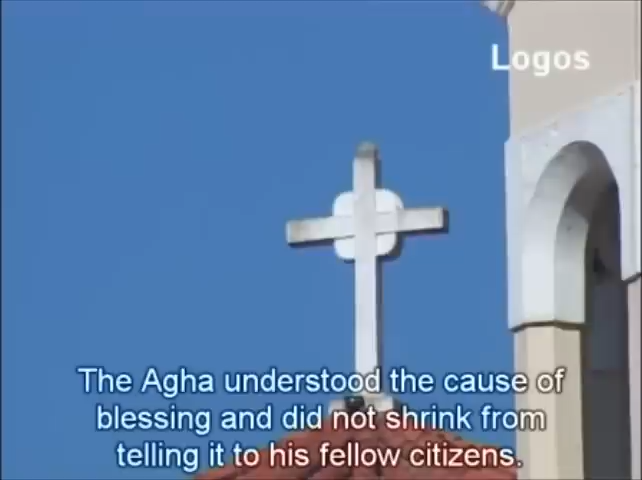 Logos
The Agha understood the cause of
blessing and did not shrink from
telling it to his fellow citizens.